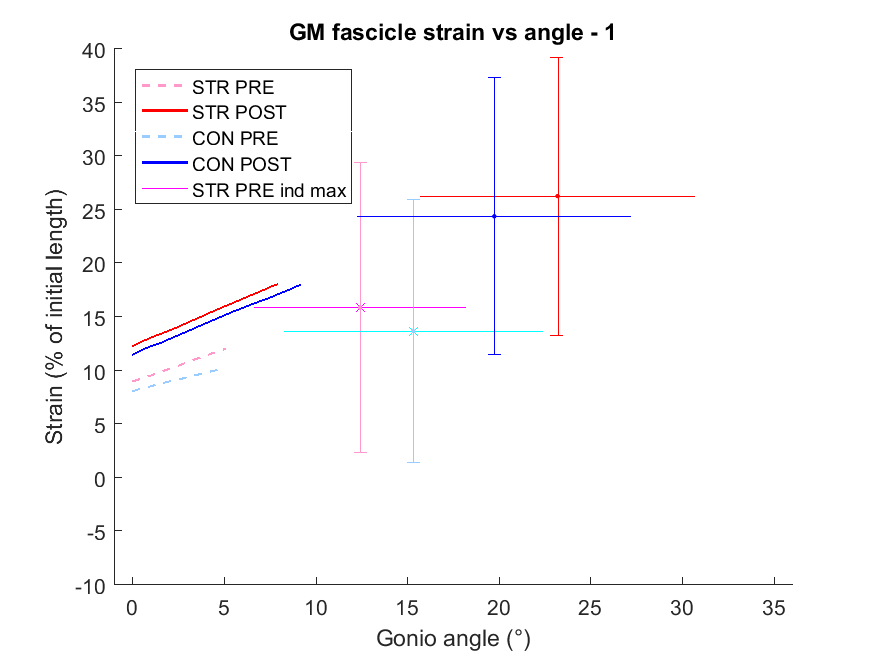 GM fascicle strain vs angle - 1
40
35
30
25
20
15
10
5
0
-5
-10
Strain (% of initial length)
STR PRE
STR POST
CON PRE
CON POST
STR PRE ind max
0 5 10 15 20 25 30 35
Gonio angle (°)